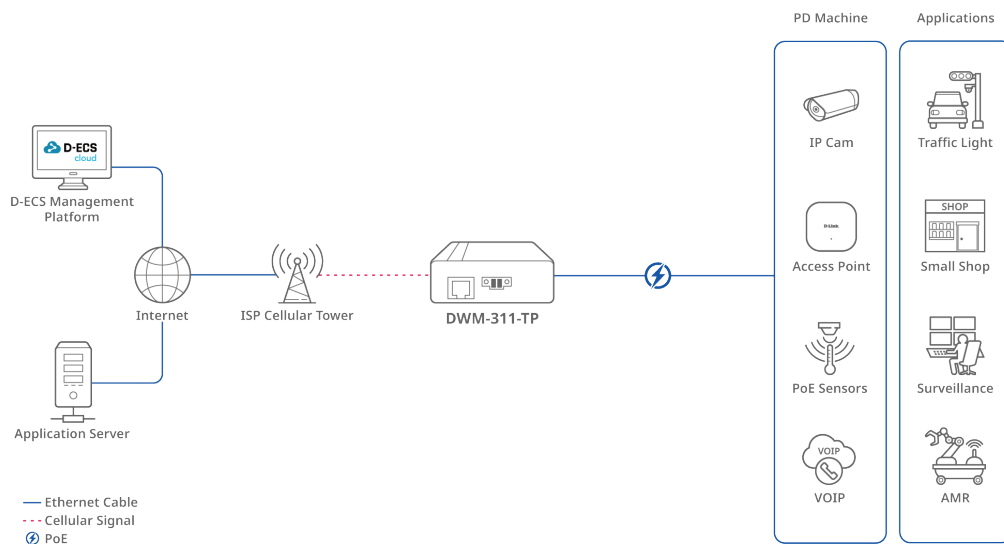 PD Machine
Applications
D-ECS
cloud
D-ECS Management
Platform
Internet
ISP Cellular Tower
DWM-311-TP
Application Server
IP Cam
Traffic Light
D-Link
Access Point
SHOP
Small Shop
PoE Sensors
Surveillance
VOIP
VOIP
AMR
Ethernet Cable
Cellular Signal
PoE